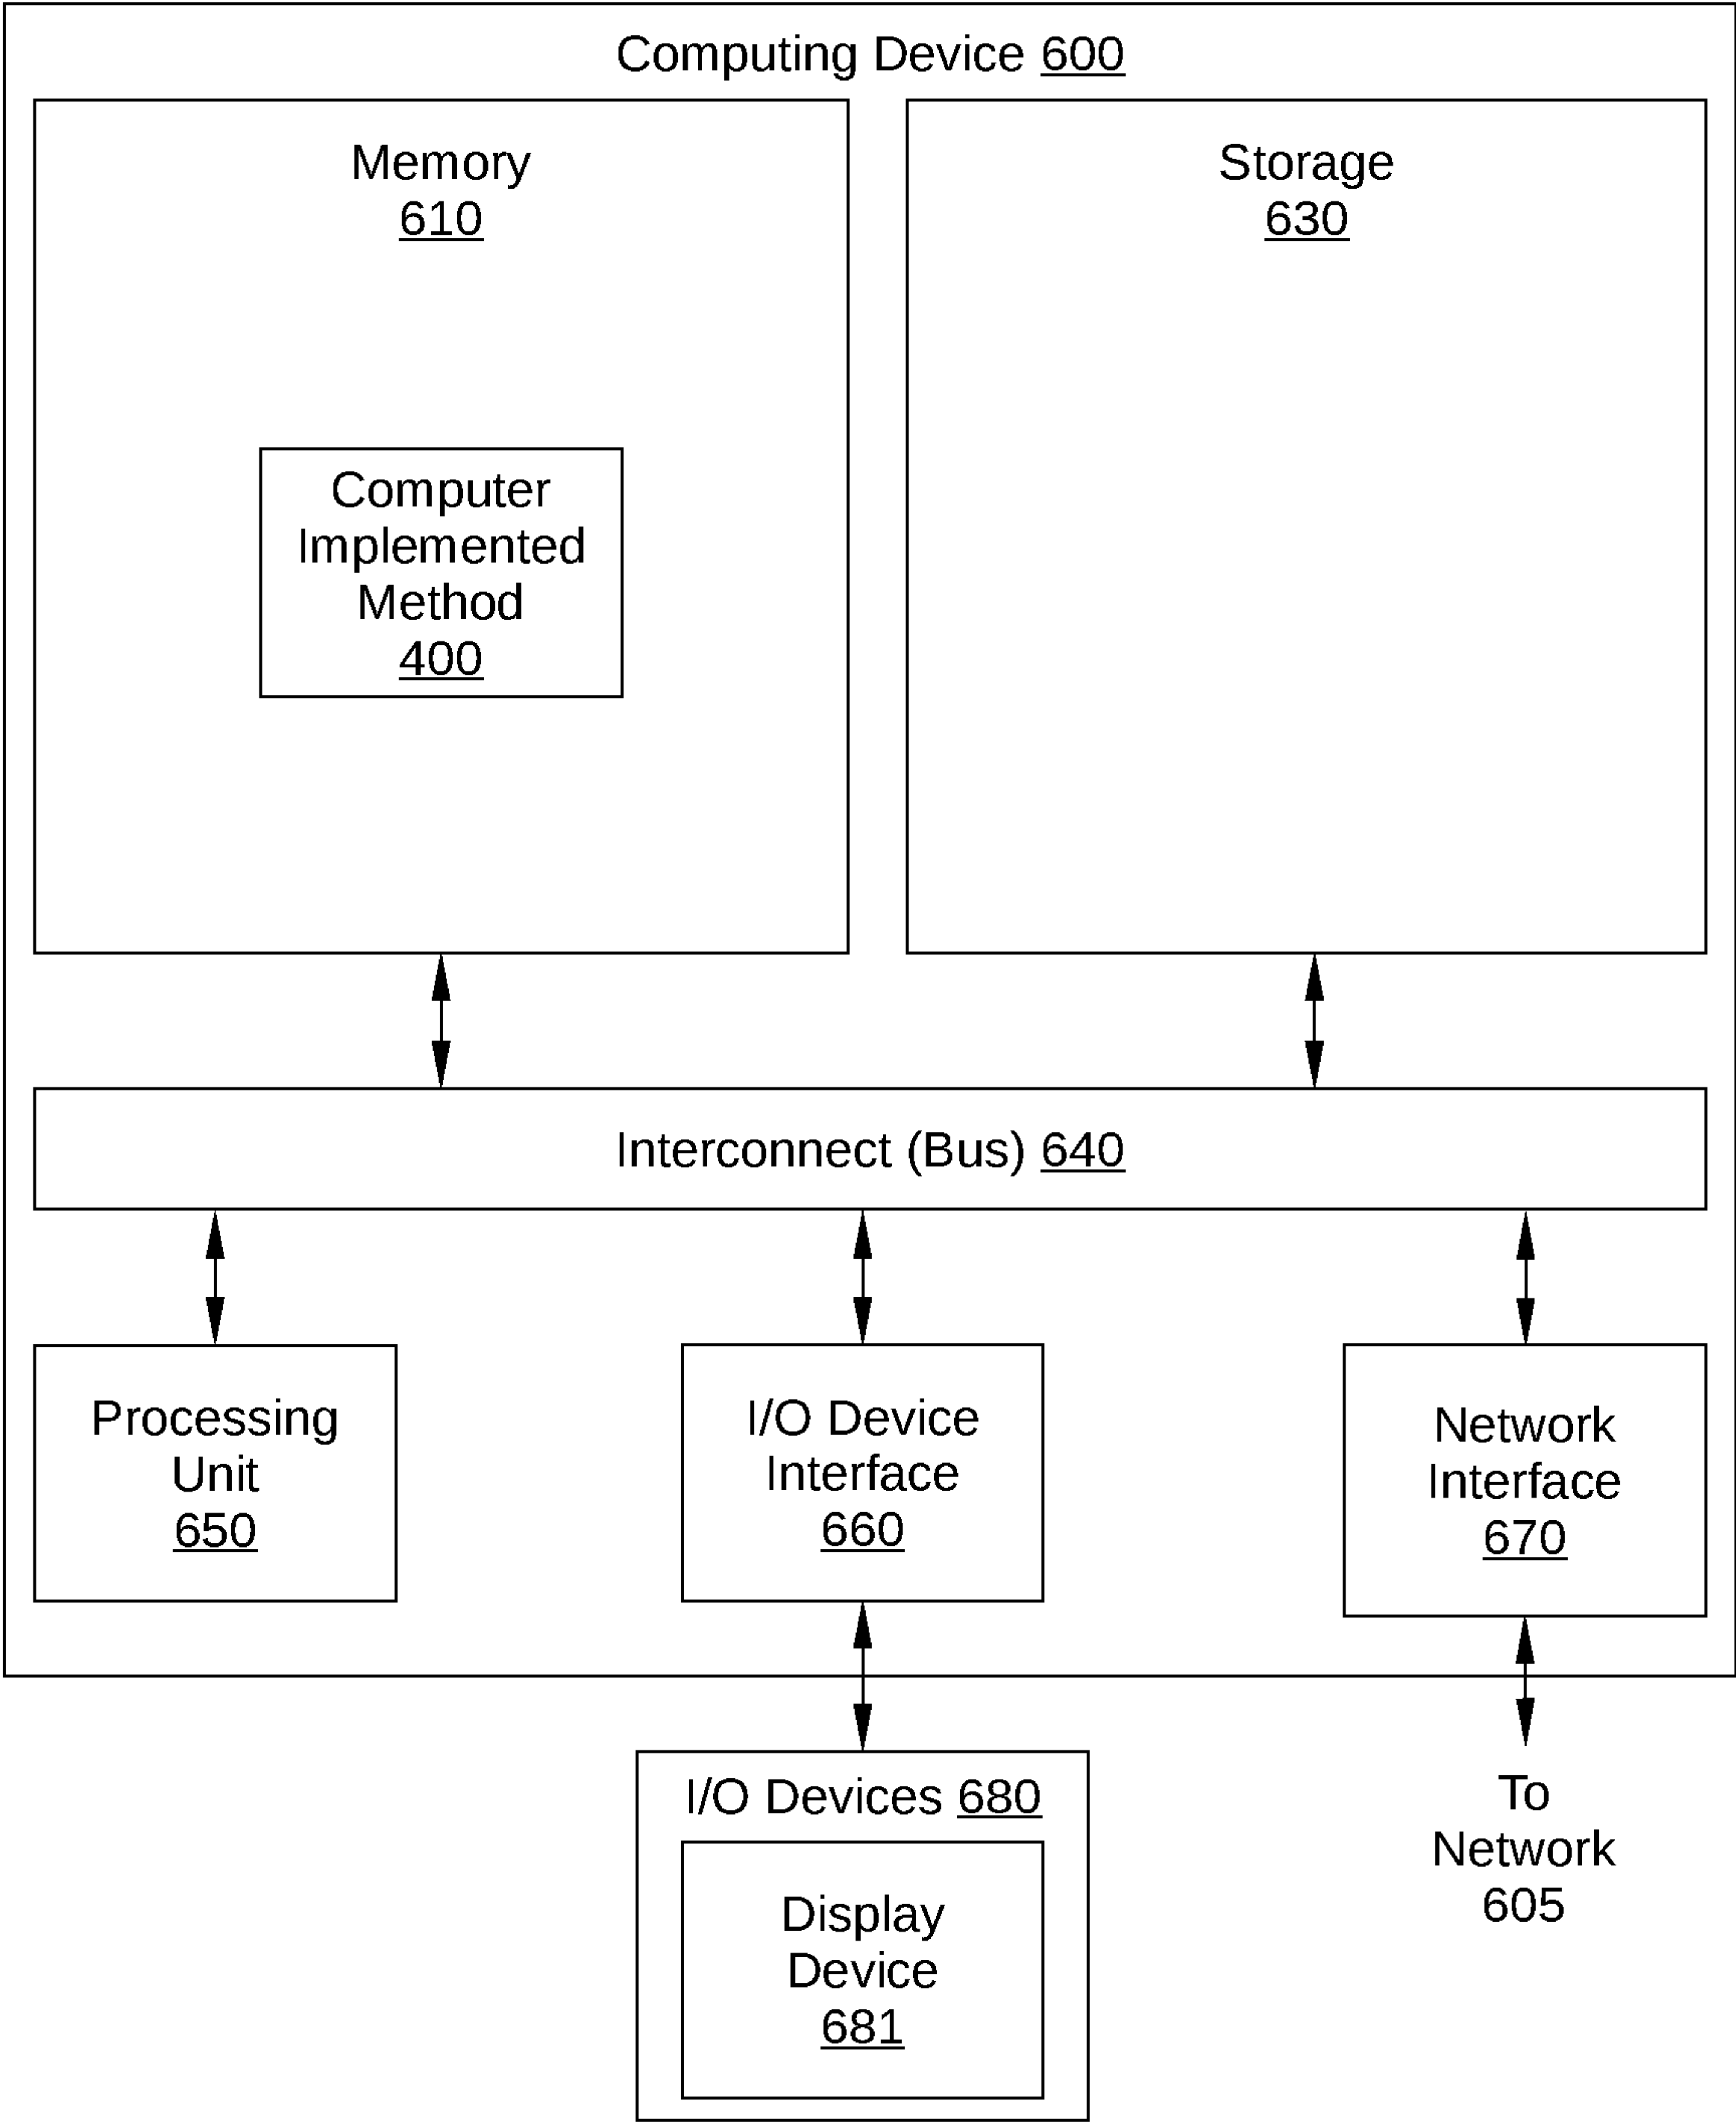 Computing Device 600
Memory
610
Storage
630
Computer
Implemented
Method
400
Interconnect (Bus) 640
Processing
Unit
650
I/O Device
Interface
660
Network
Interface
670
I/O Devices 680
Display
Device
681
To
Network
605